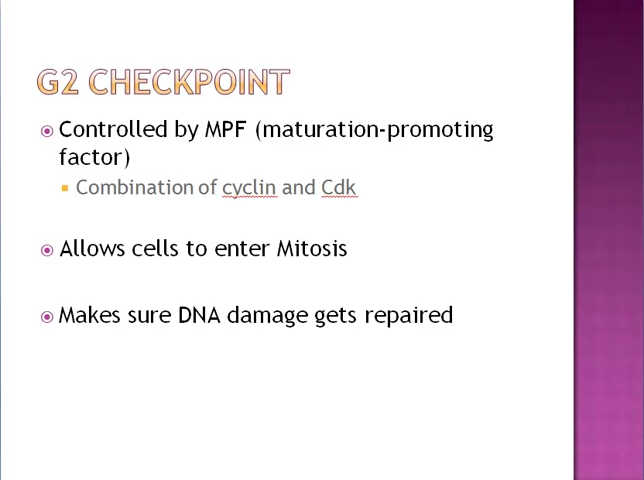 G2 CHECKPOINT
Controlled by MPF (maturation-promoting
factor)
Combination of cyclin and Cdk
Allows cells to enter Mitosis
Makes sure DNA damage gets repaired